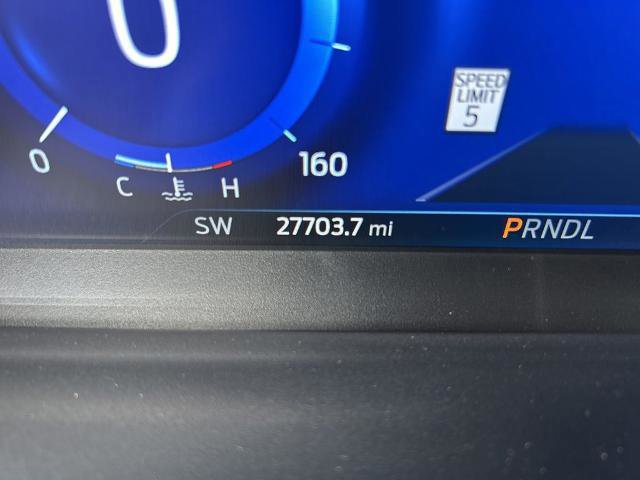 0
SPEED
LIMIT
5
0
160
C
H
SW 27703.7 mi PRNDL